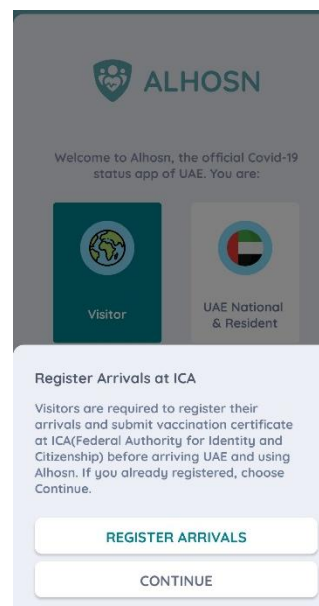 ALHOSN
Welcome to Alhosn, the official Covid-19
status app of UAE. You are:
Visitor
UAE National
& Resident
Register Arrivals at ICA
Visitors are required to register their
arrivals and submit vaccination certificate
at ICA(Federal Authority for Identity and
Citizenship) before arriving UAE and using
Alhosn. If you already registered, choose
Continue.
REGISTER ARRIVALS
CONTINUE